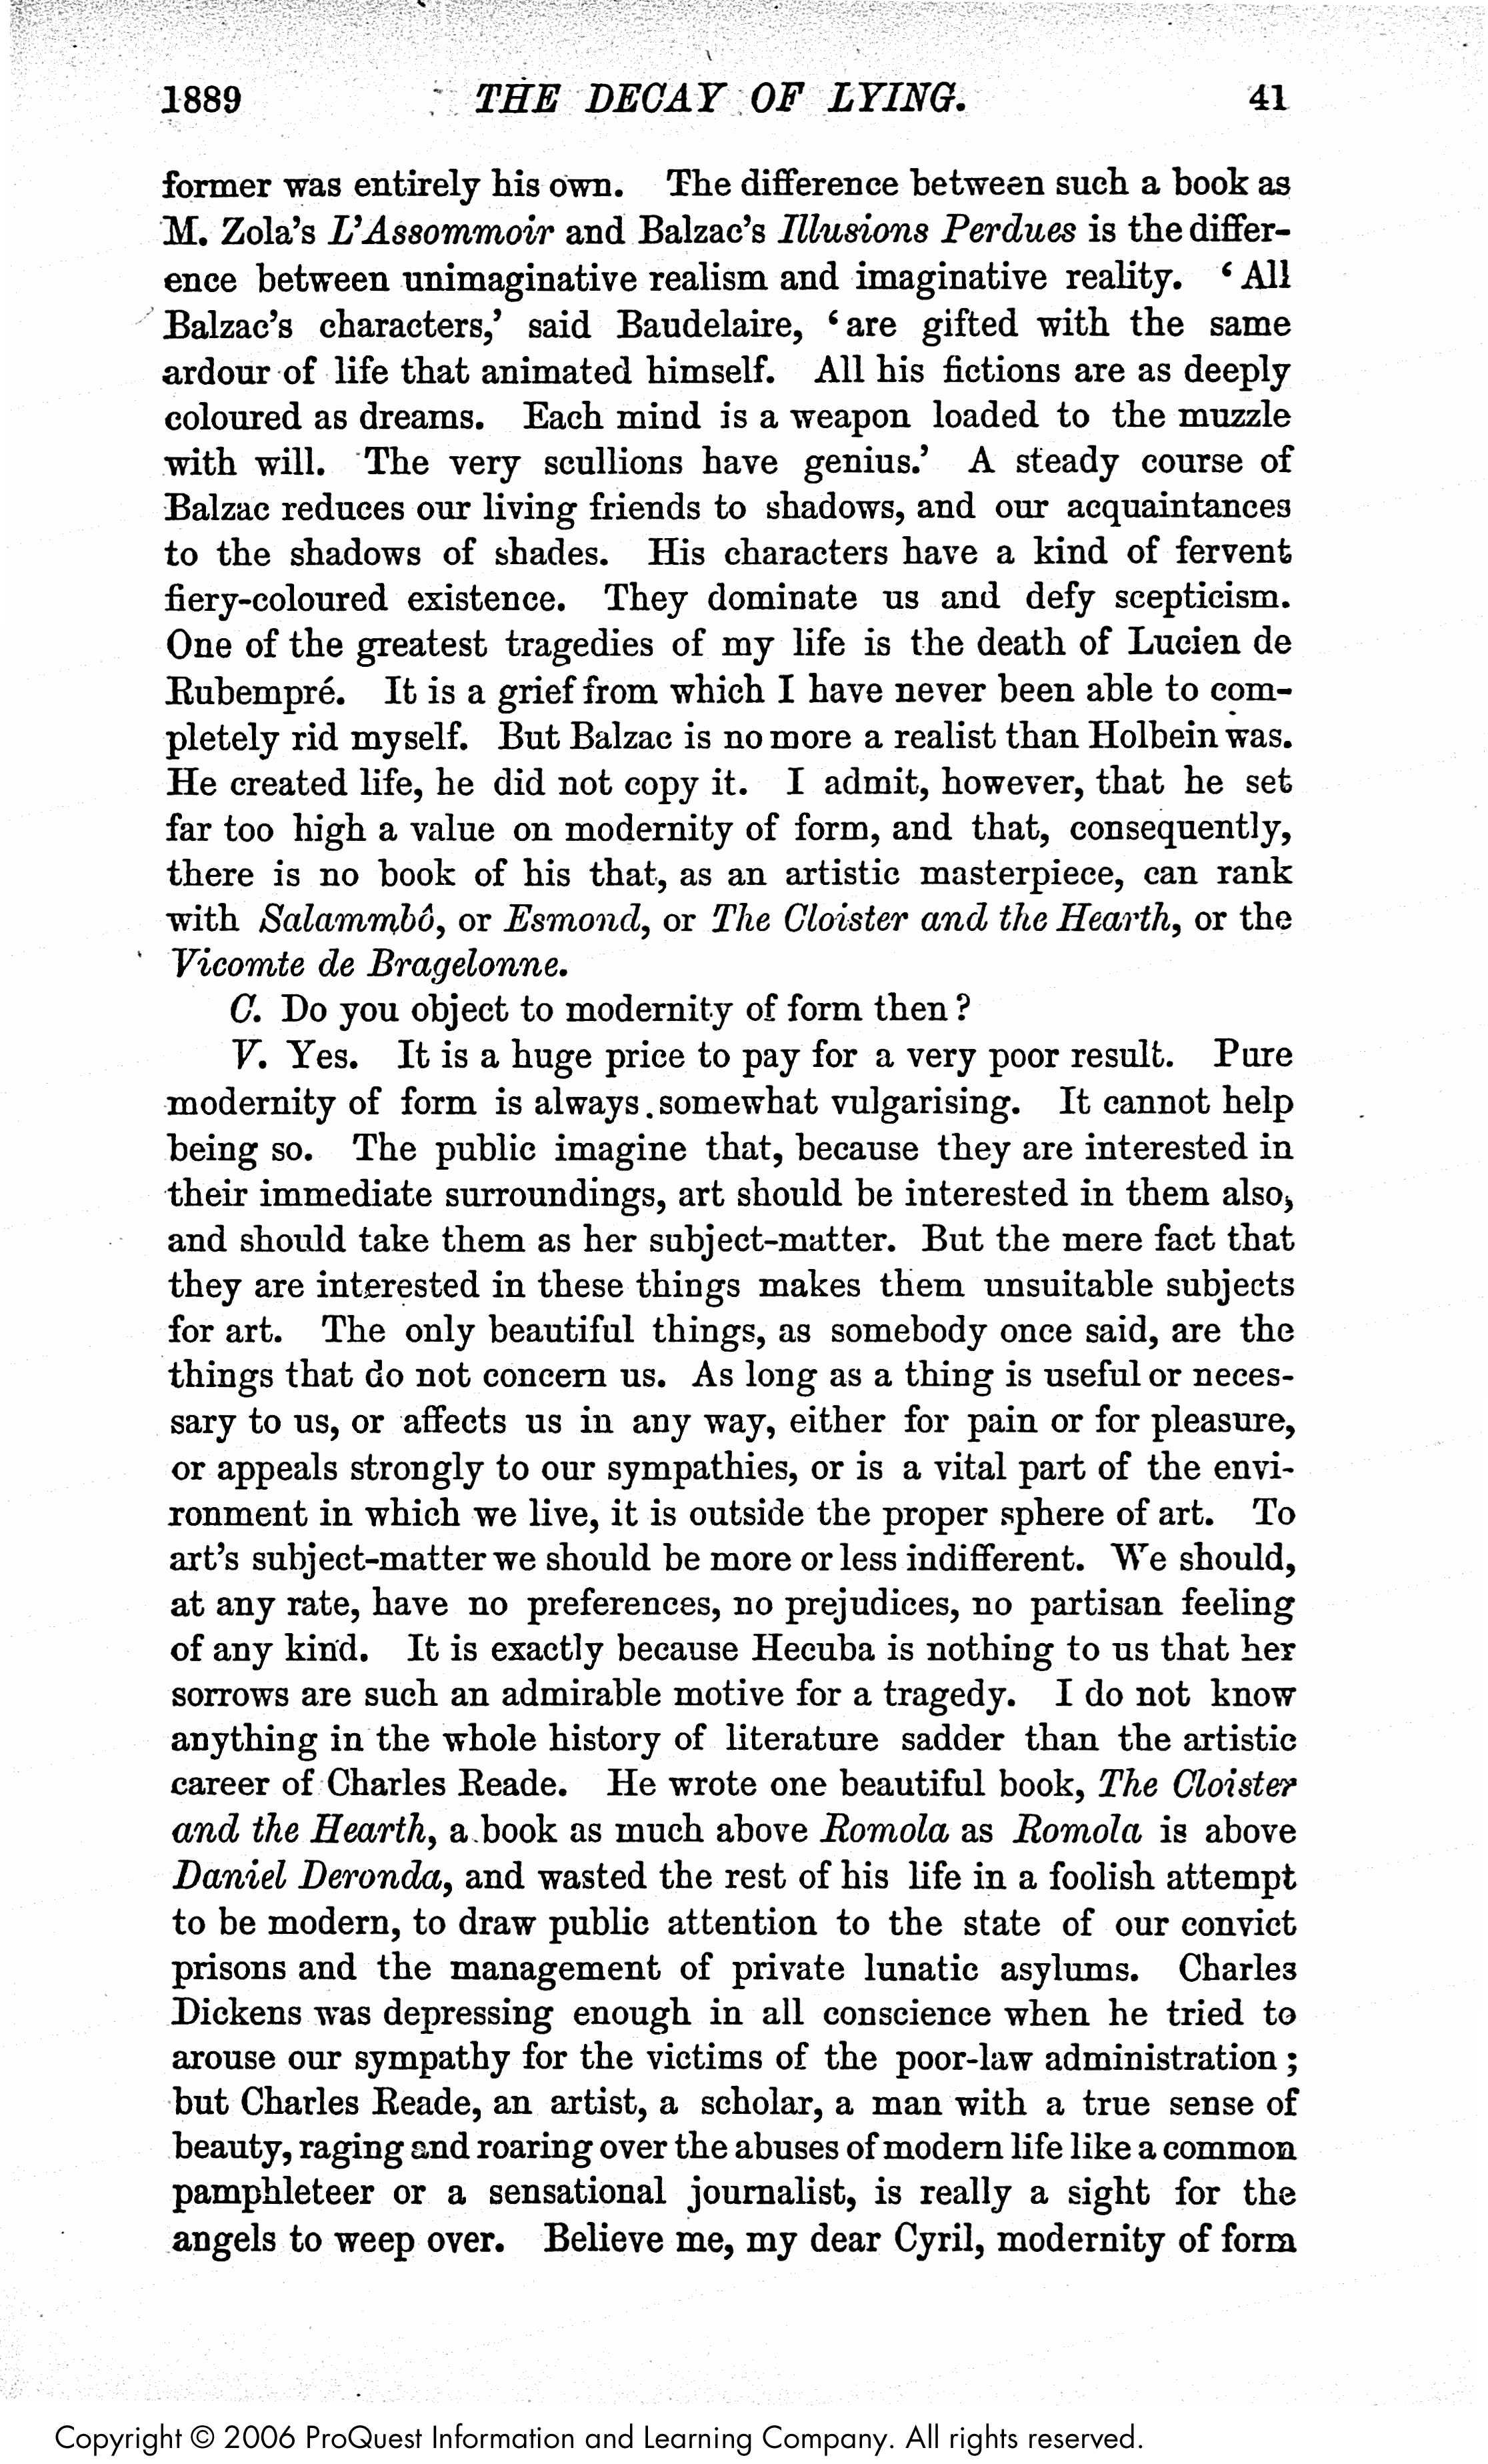 1889 THE DECAY OF LYING. 41
former was entirely his own. The difference between such a book as
M. Zola's L'Assommoir and Balzac's Illusions Perdues is the differ-
ence between unimaginative realism and imaginative reality. ‘All
Balzac's characters,’ said Baudelaire, ‘are gifted with the same
ardour of life that animated himself. All his fictions are as deeply
coloured as dreams. Each mind is a weapon loaded to the muzzle
with will. The very scullions have genius.’ A steady course of
Balzac reduces our living friends to shadows, and our acquaintances
to the shadows of shades. His characters have a kind of fervent
fiery-coloured existence. They dominate us and defy scepticism.
One of the greatest tragedies of my life is the death of Lucien de
Rubempré. It is a grief from which I have never been able to com-
pletely rid myself. But Balzac is no more a realist than Holbein was.
He created life, he did not copy it. I admit, however, that he set
far too high a value on modernity of form, and that, consequently,
there is no book of his that, as an artistic masterpiece, can rank
with Salammbô, or Esmond, or The Cloister and the Hearth, or the
Vicomte de Bragelonne.
C. Do you object to modernity of form then?
V. Yes. It is a huge price to pay for a very poor result. Pure
modernity of form is always somewhat vulgarising. It cannot help
being so. The public imagine that, because they are interested in
their immediate surroundings, art should be interested in them also,
and should take them as her subject-matter. But the mere fact that
they are interested in these things makes them unsuitable subjects
for art. The only beautiful things, as somebody once said, are the
things that do not concern us. As long as a thing is useful or neces-
sary to us, or affects us in any way, either for pain or for pleasure,
or appeals strongly to our sympathies, or is a vital part of the envi-
ronment in which we live, it is outside the proper sphere of art. To
art's subject-matter we should be more or less indifferent. We should,
at any rate, have no preferences, no prejudices, no partisan feeling
of any kind. It is exactly because Hecuba is nothing to us that her
sorrows are such an admirable motive for a tragedy. I do not know
anything in the whole history of literature sadder than the artistic
career of Charles Reade. He wrote one beautiful book, The Cloister
and the Hearth, a book as much above Romola as Romola is above
Daniel Deronda, and wasted the rest of his life in a foolish attempt
to be modern, to draw public attention to the state of our convict
prisons and the management of private lunatic asylums. Charles
Dickens was depressing enough in all conscience when he tried to
arouse our sympathy for the victims of the poor-law administration;
but Charles Reade, an artist, a scholar, a man with a true sense of
beauty, raging and roaring over the abuses of modern life like a common
pamphleteer or a sensational journalist, is really a sight for the
angels to weep over. Believe me, my dear Cyril, modernity of form
Copyright © 2006 ProQuest Information and Learning Company. All rights reserved.